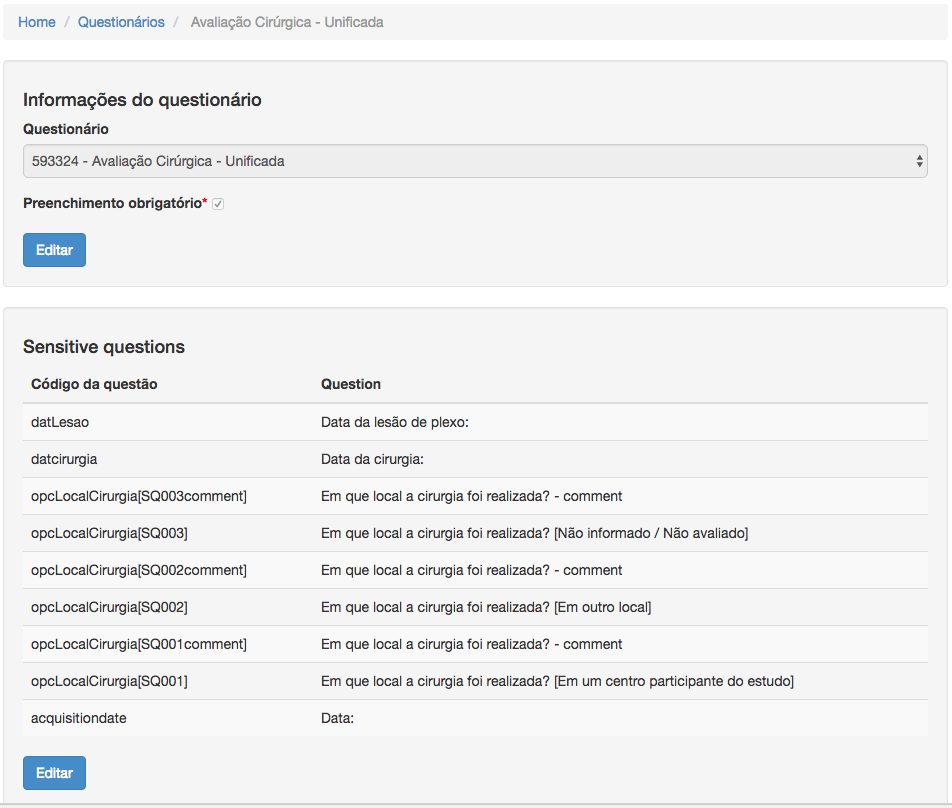 Home / Questionários / Avaliação Cirúrgica - Unificada
Informações do questionário
Questionário
593324 - Avaliação Cirúrgica - Unificada
Preenchimento obrigatório*
Editar
Sensitive questions
Código da questão Question
datLesao Data da lesão de plexo:
datcirurgia Data da cirurgia:
opcLocalCirurgia[SQ003comment] Em que local a cirurgia foi realizada? - comment
opcLocalCirurgia[SQ003] Em que local a cirurgia foi realizada? [Não informado / Não avaliado]
opcLocalCirurgia[SQ002comment] Em que local a cirurgia foi realizada? - comment
opcLocalCirurgia[SQ002] Em que local a cirurgia foi realizada? [Em outro local]
opcLocalCirurgia[SQ001comment] Em que local a cirurgia foi realizada? - comment
opcLocalCirurgia[SQ001] Em que local a cirurgia foi realizada? [Em um centro participante do estudo]
acquisitiondate Data:
Editar